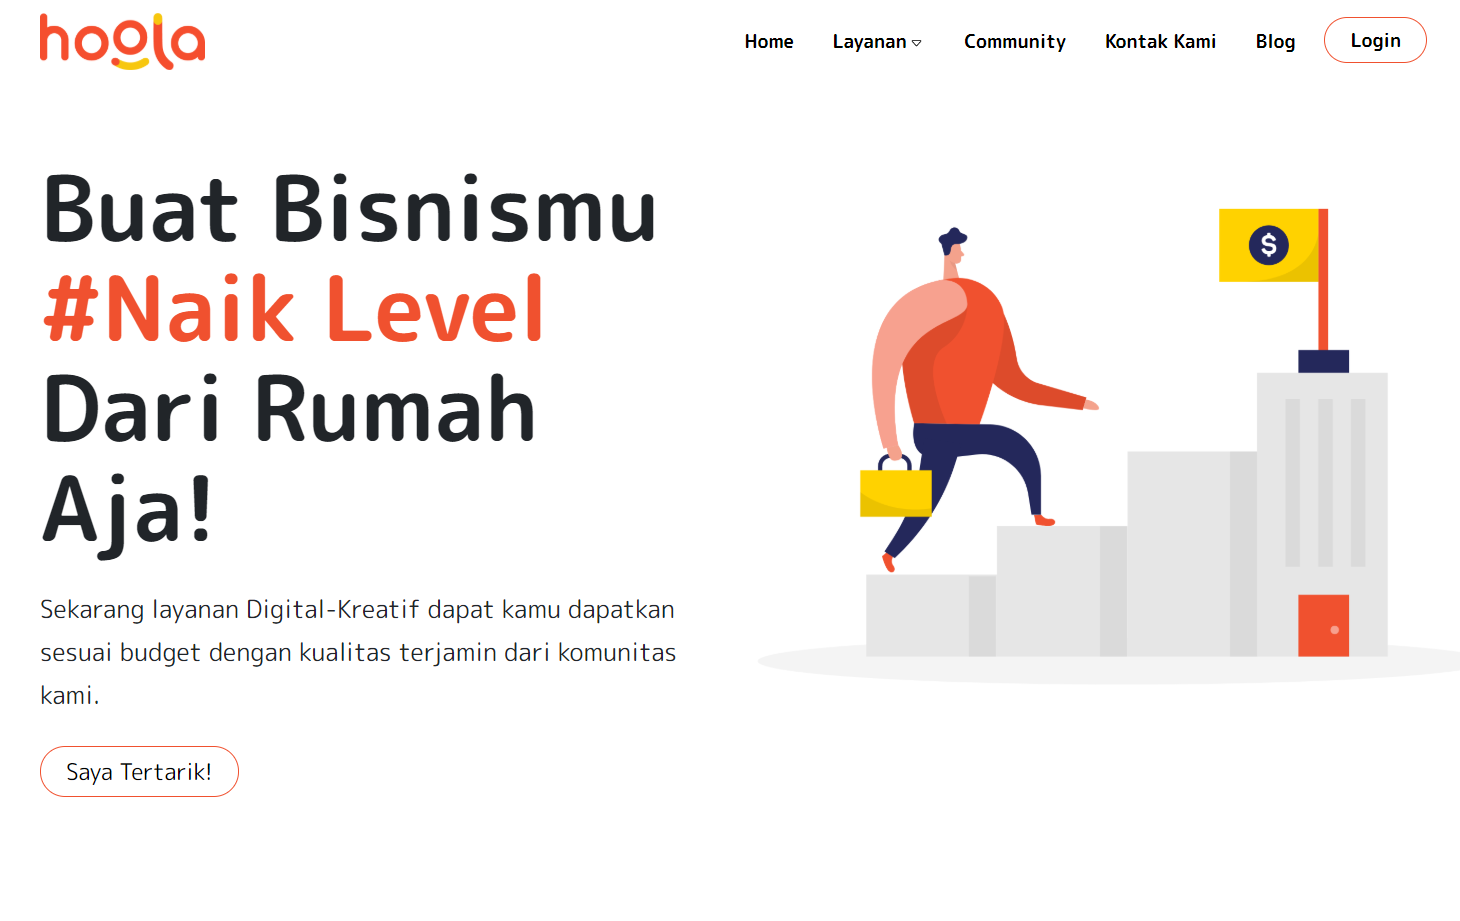 hoola
Home Layanan Community Kontak Kami Blog Login
Buat Bisnismu
#Naik Level
Dari Rumah
Aja!
$
Sekarang layanan Digital-Kreatif dapat kamu dapatkan
sesuai budget dengan kualitas terjamin dari komunitas
kami.
Saya Tertarik!